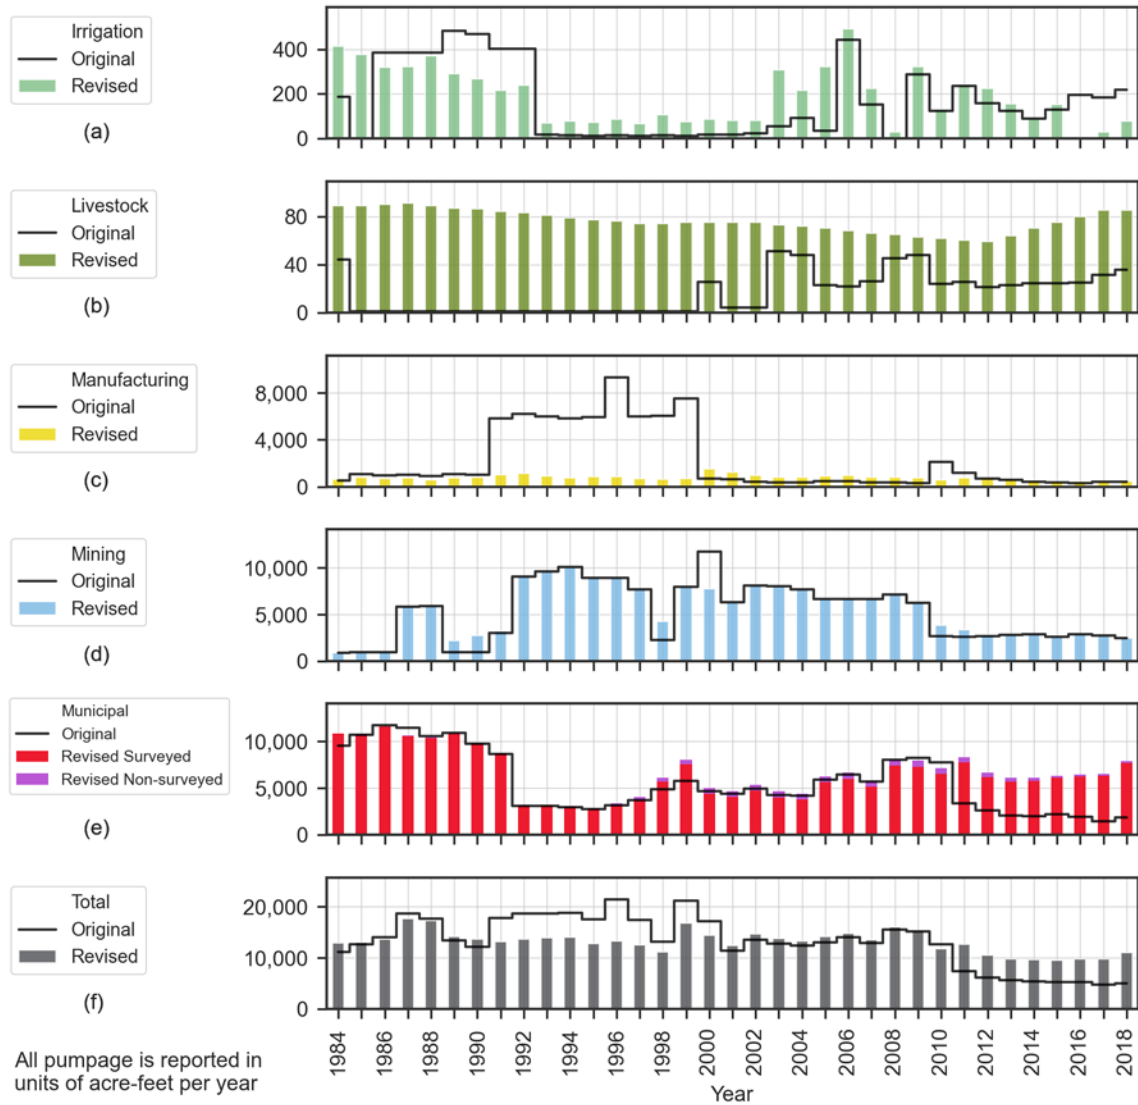 Irrigation
Original
Revised
(a)
400
200
0
Livestock
Original
Revised
(b)
80
40
0
Manufacturing
Original
Revised
(c)
8,000
4,000
0
Mining
Original
Revised
(d)
10,000
5,000
0
Municipal
Original
Revised Surveyed
Revised Non-surveyed
(e)
10,000
5,000
0
Total
Original
Revised
(f)
20,000
10,000
0
1984
1986
1988
1990
1992
1994
1996
1998
2000
2002
2004
2006
2008
2010
2012
2014
2016
2018
Year
All pumpage is reported in
units of acre-feet per year